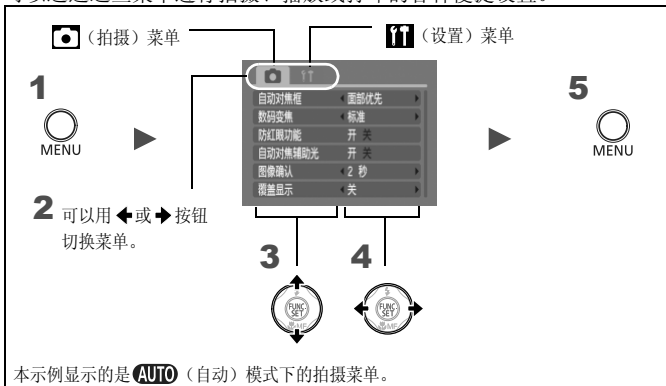 可以通过这些菜单进行拍摄、播放或打印的各种便捷设置。
（拍摄）菜单
（设置）菜单
1
MENU
自动对焦框 面部优先
数码变焦 标准
防红眼功能 开 关
自动对焦辅助光 开 关
图像确认 2 秒
覆盖显示 关
5
MENU
2 可以用 或 按钮
切换菜单。
3
4
FUNC.
SET
MF
FUNC.
SET
MF
本示例显示的是 AUTO（自动）模式下的拍摄菜单。